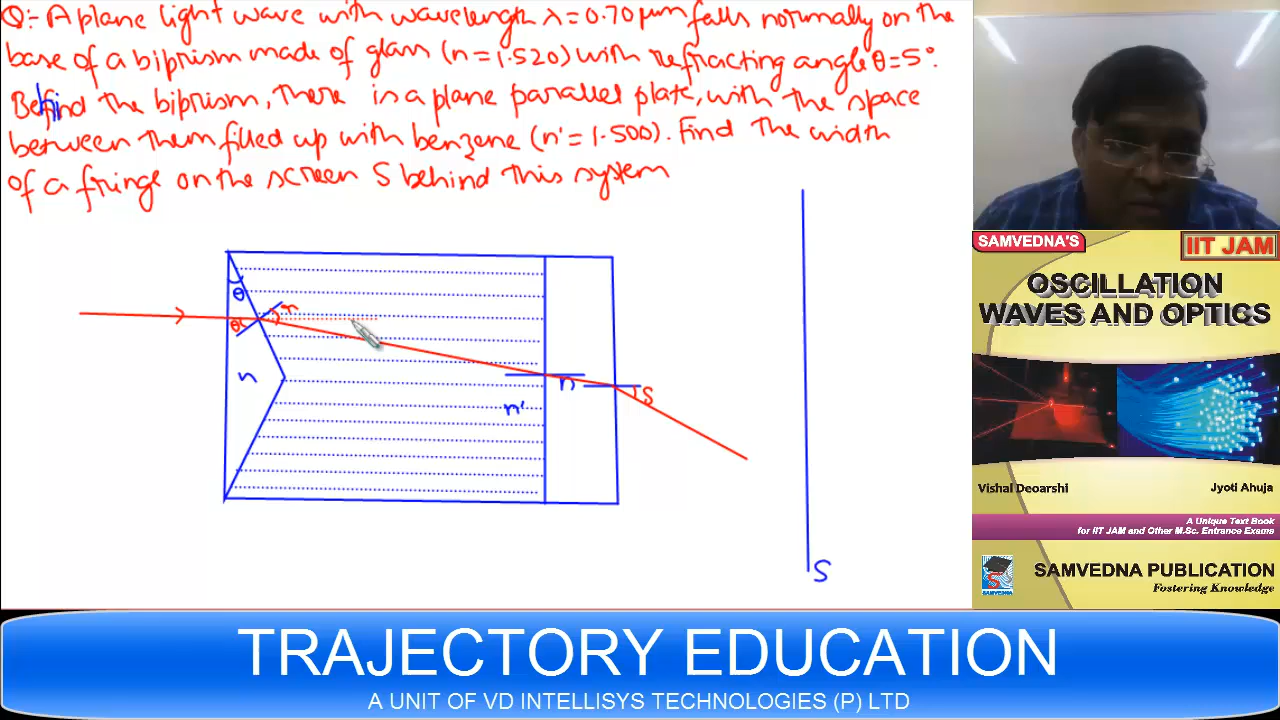 Q:- A plane light wave with wavelength λ = 0.70 μm falls normally on the
base of a biprism made of glass (n = 1.520) with refracting angle θ = 5°.
Behind the biprism, there is a plane parallel plate, with the space
between them filled up with benzene (n' = 1.500). Find the width
of a fringe on the screen S behind this system
θ
θ
r
n
n'
n
δ
S
SAMVEDNA'S
IIT JAM
OSCILLATION
WAVES AND OPTICS
Vishal Deoarshi
Jyoti Ahuja
A Unique Text Book
for IIT JAM and Other M.Sc. Entrance Exams
SAMVEDNA
SAMVEDNA PUBLICATION
Fostering Knowledge
TRAJECTORY EDUCATION
A UNIT OF VD INTELLISYS TECHNOLOGIES (P) LTD